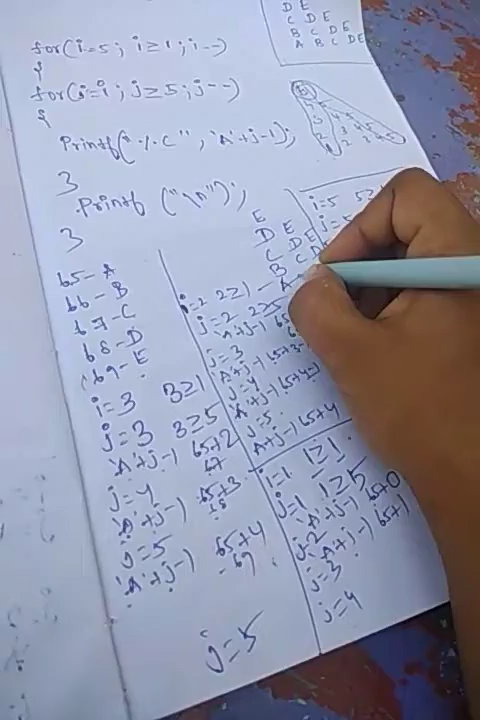 D E
C D E
B C D E
A B C D E
for(i=5; i≥1; i--)
{
for(j=i; j≥5; j--)
{
Printf("%c", 'A'+j-1);
}
Printf ("\n");
}
65-A
66-B
67-C
68-D
69-E
i=3 3≥1
j=3 3≥5
'A'+j-1 65+2
67
j=4
'A'+j-1 65+3
68
j=5
'A'+j-1 65+4
69
j=5
E
D E
C D E
B C D E
A
i=5
i=2 2≥1
j=2 2≥5
'A'+j-1
j=3
'A'+j-1 65+3-
j=4
'A'+j-1 65+4
j=5
A+j-1 65+4
i=1 1≥1
j=1 1≥5
'A'+j-1 65+0
j=2
'A'+j-1 65+1
j=3
j=4